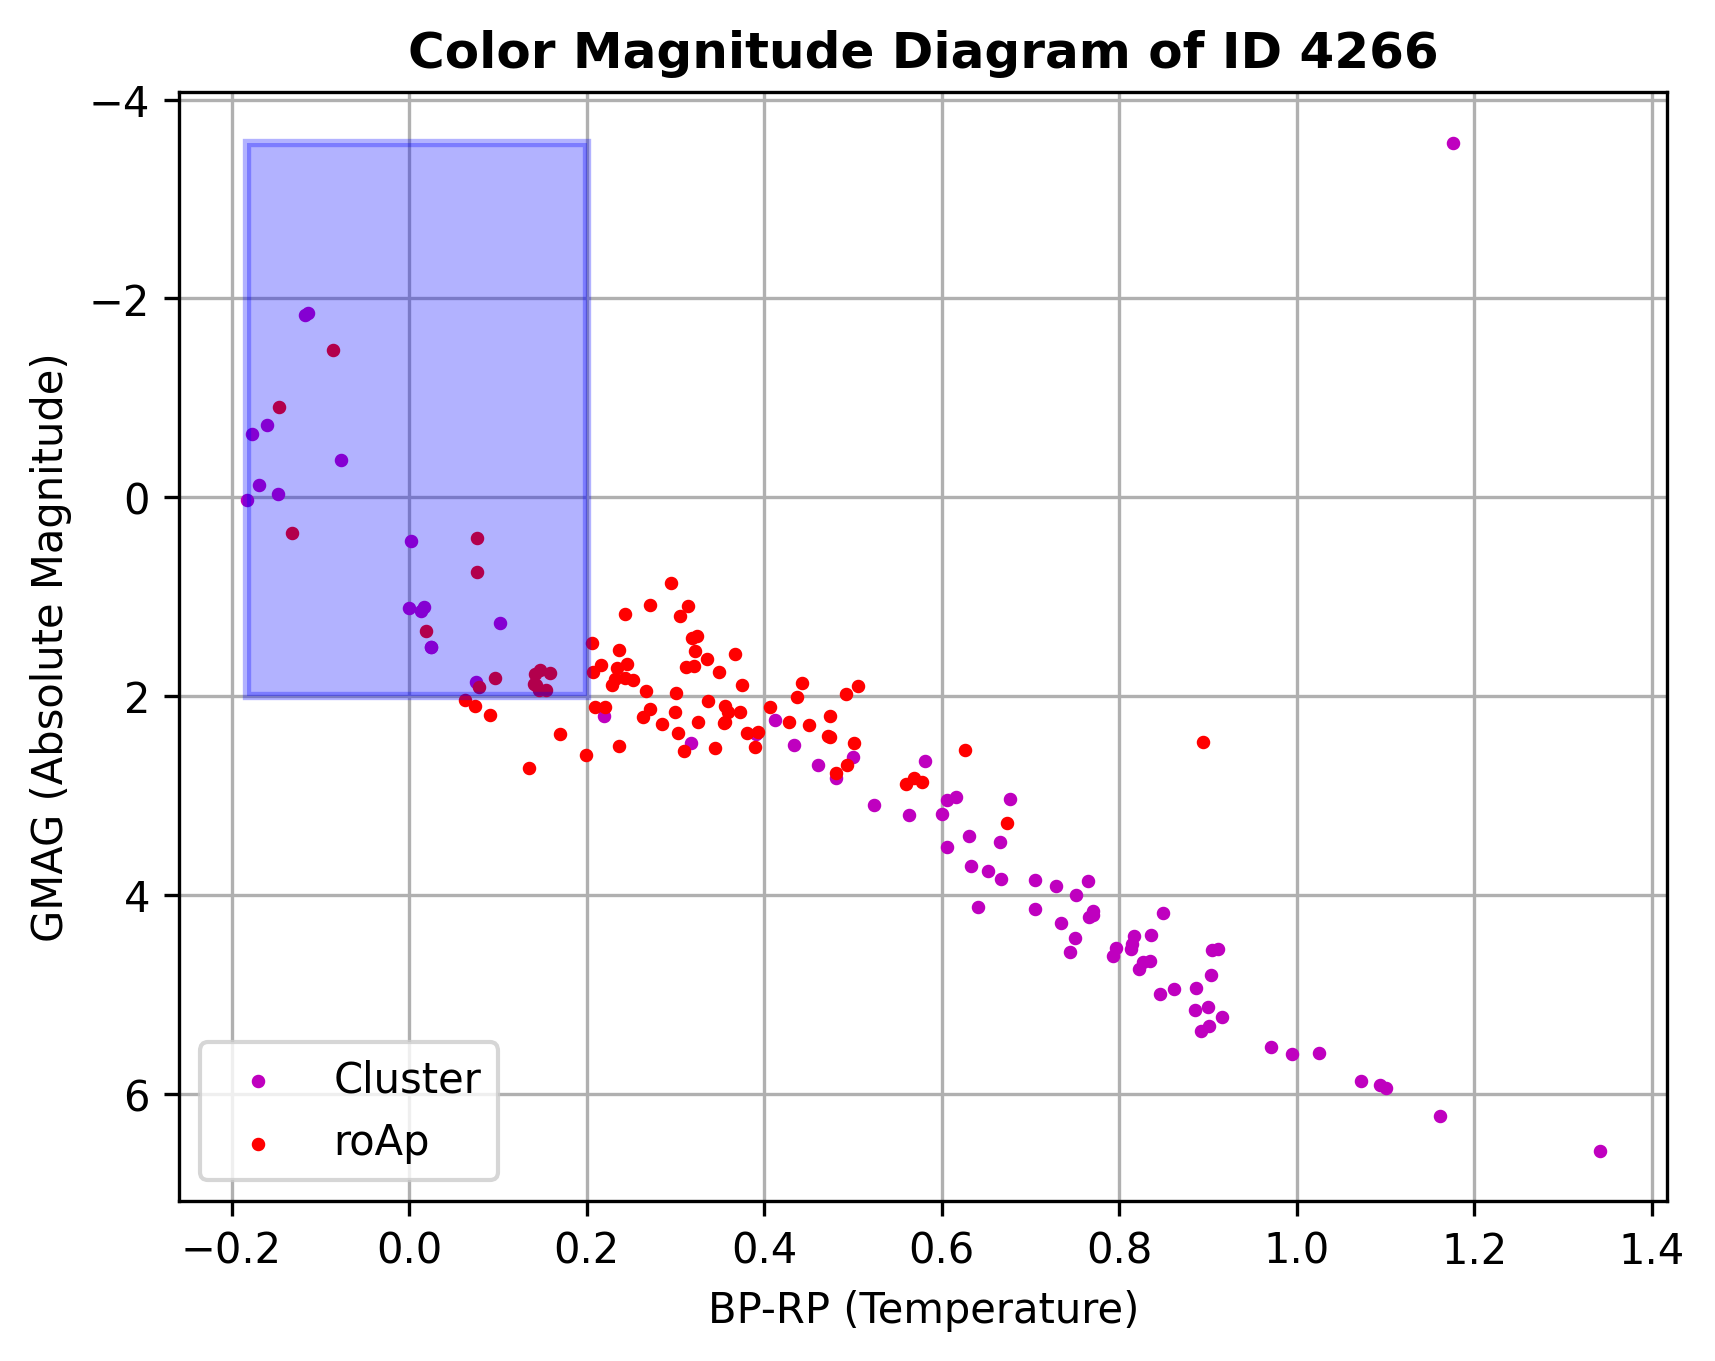 Color Magnitude Diagram of ID 4266
GMAG (Absolute Magnitude)
−4
−2
0
2
4
6
Cluster
roAp
−0.2 0.0 0.2 0.4 0.6 0.8 1.0 1.2 1.4
BP-RP (Temperature)